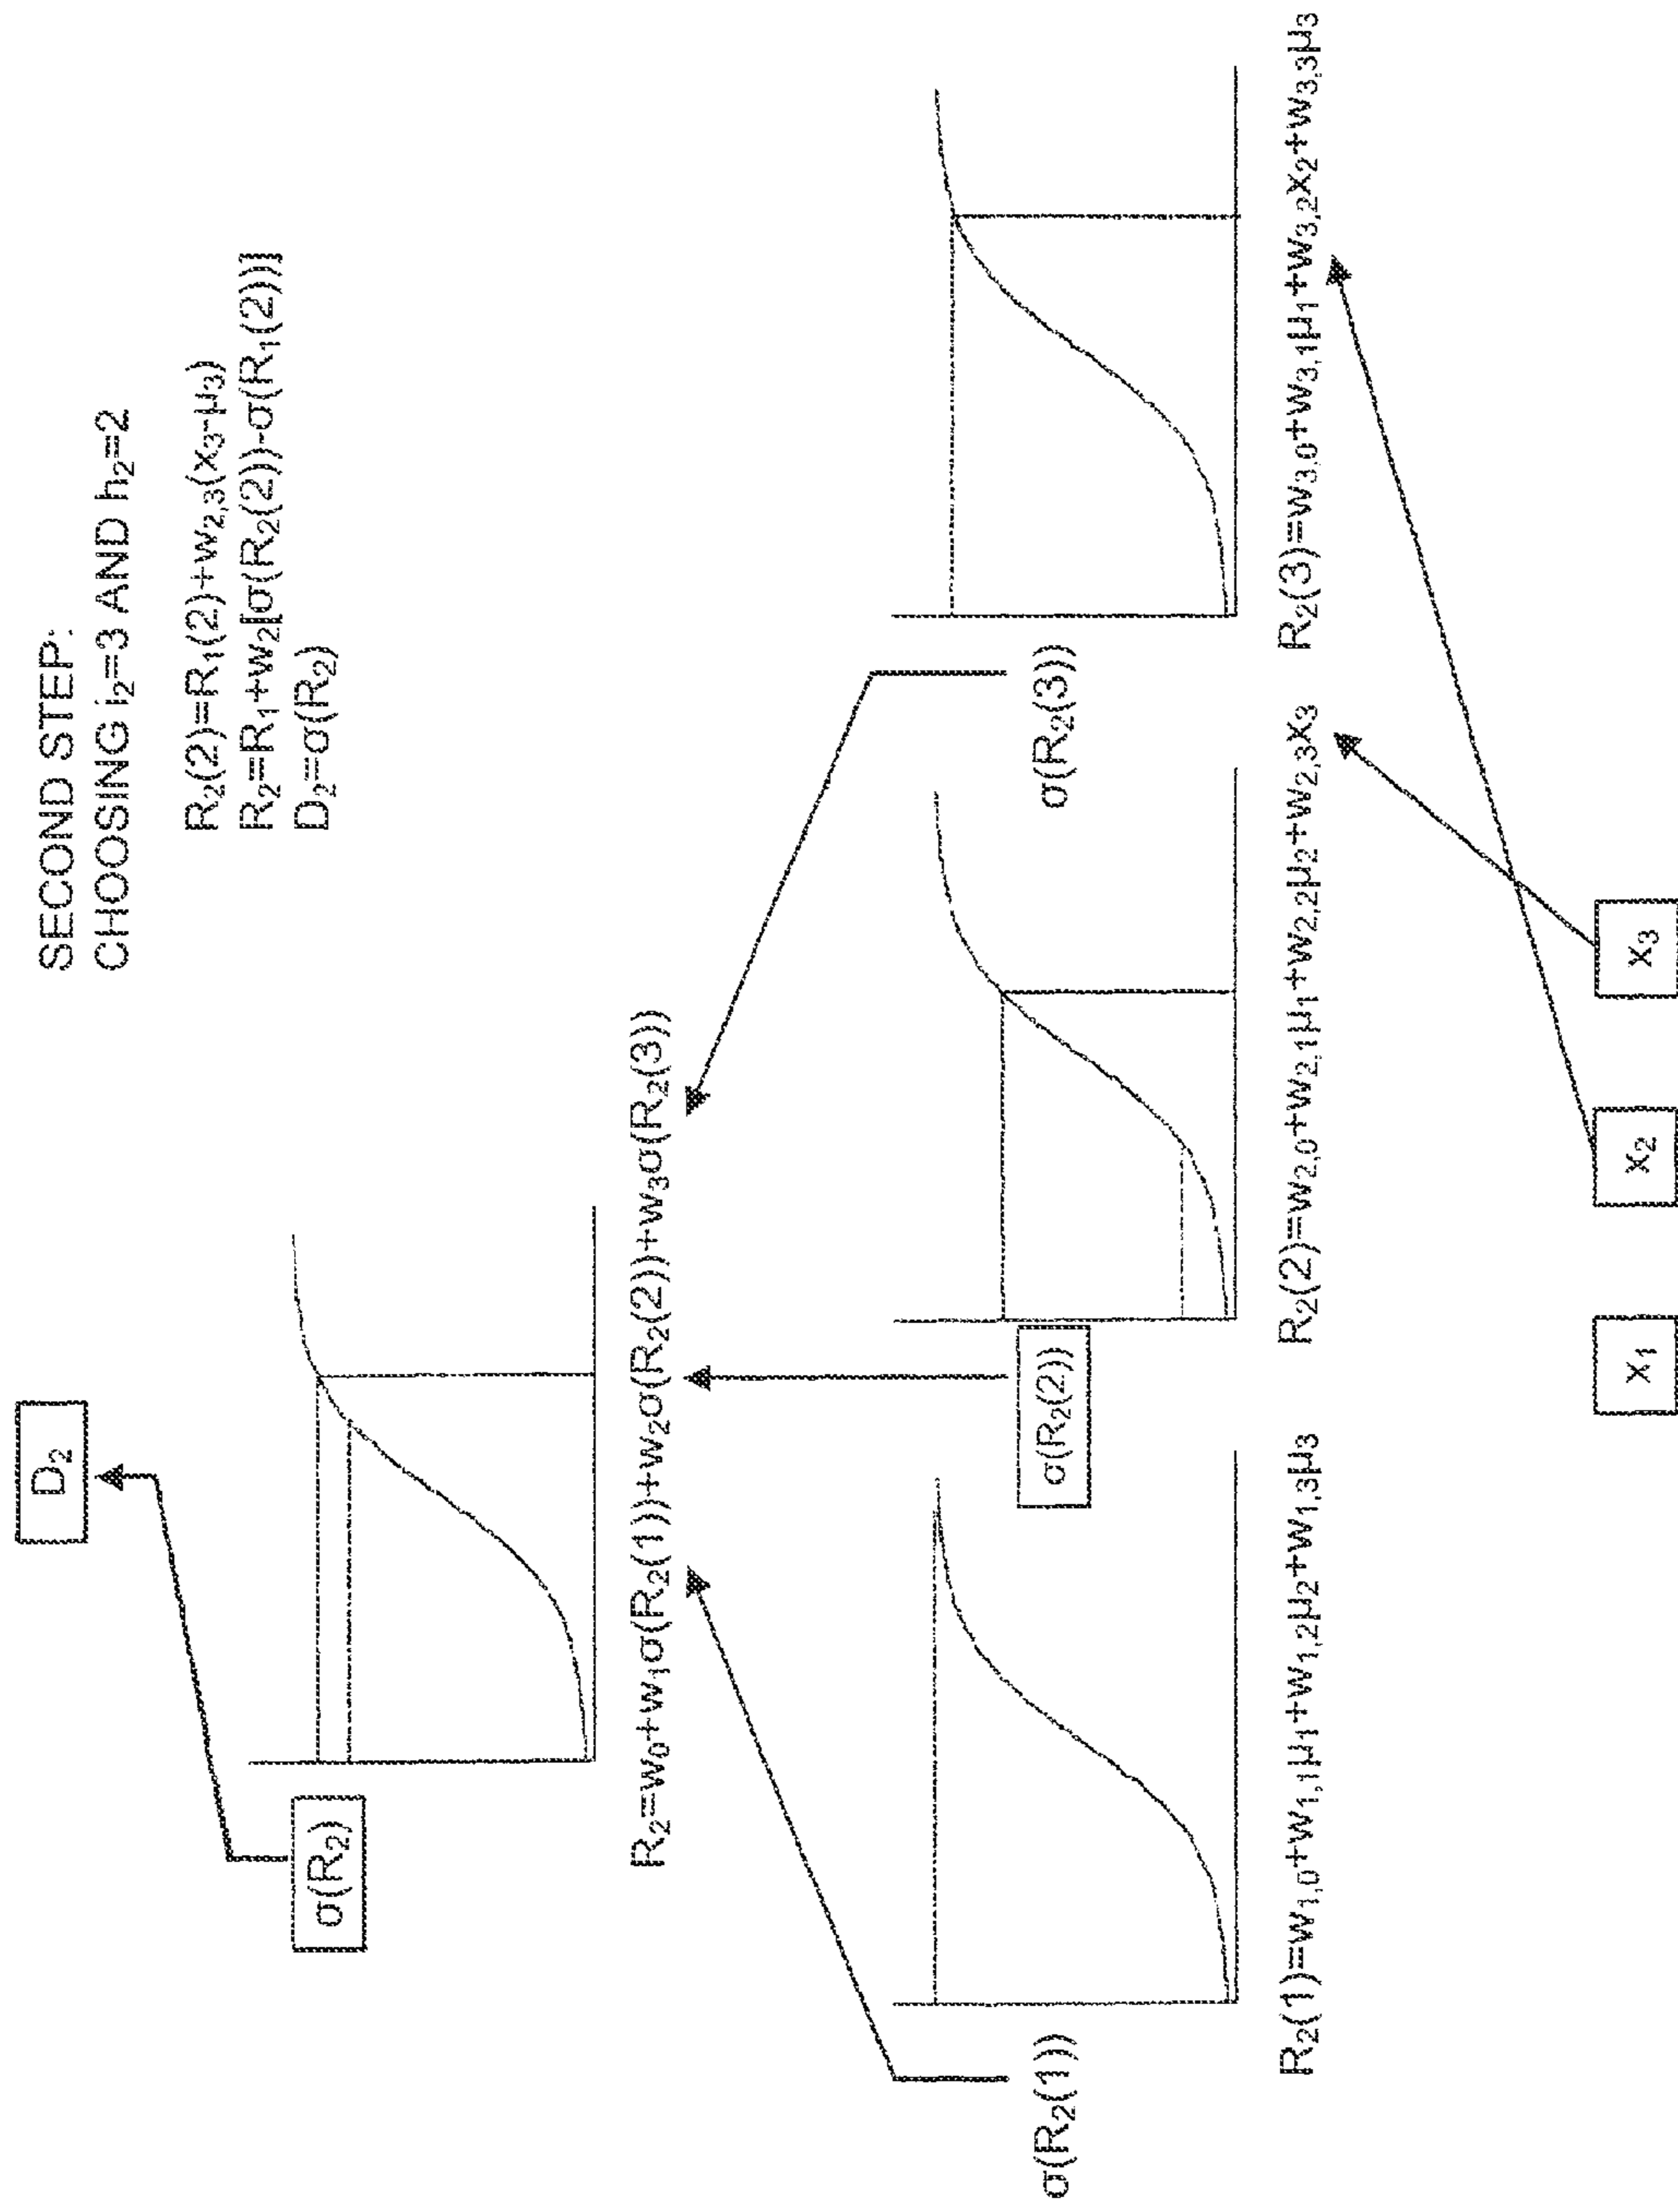 SECOND STEP:
CHOOSING i₂=3 AND h₂=2
R₂(2)=R₁(2)+w₂,₃(x₃-μ₃)
R₂=R₁+w₂[σ(R₂(2))-σ(R₁(2))]
D₂=σ(R₂)
D₂
σ(R₂)
R₂=w₀+w₁σ(R₂(1))+w₂σ(R₂(2))+w₃σ(R₂(3))
σ(R₂(1))
σ(R₂(2))
σ(R₂(3))
R₂(1)=w₁,₀+w₁,₁μ₁+w₁,₂μ₂+w₁,₃μ₃
R₂(2)=w₂,₀+w₂,₁μ₁+w₂,₂μ₂+w₂,₃x₃
R₂(3)=w₃,₀+w₃,₁μ₁+w₃,₂x₂+w₃,₃μ₃
x₁
x₂
x₃